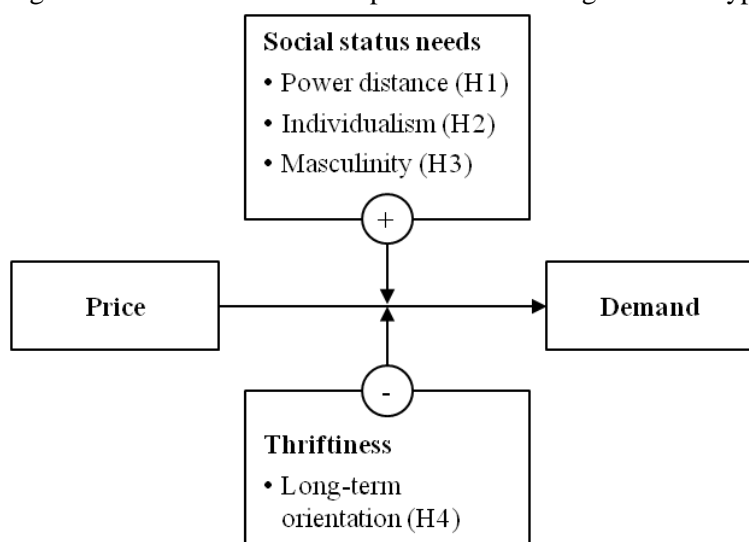 Social status needs
• Power distance (H1)
• Individualism (H2)
• Masculinity (H3)
+
Price
Demand
-
Thriftiness
• Long-term
orientation (H4)